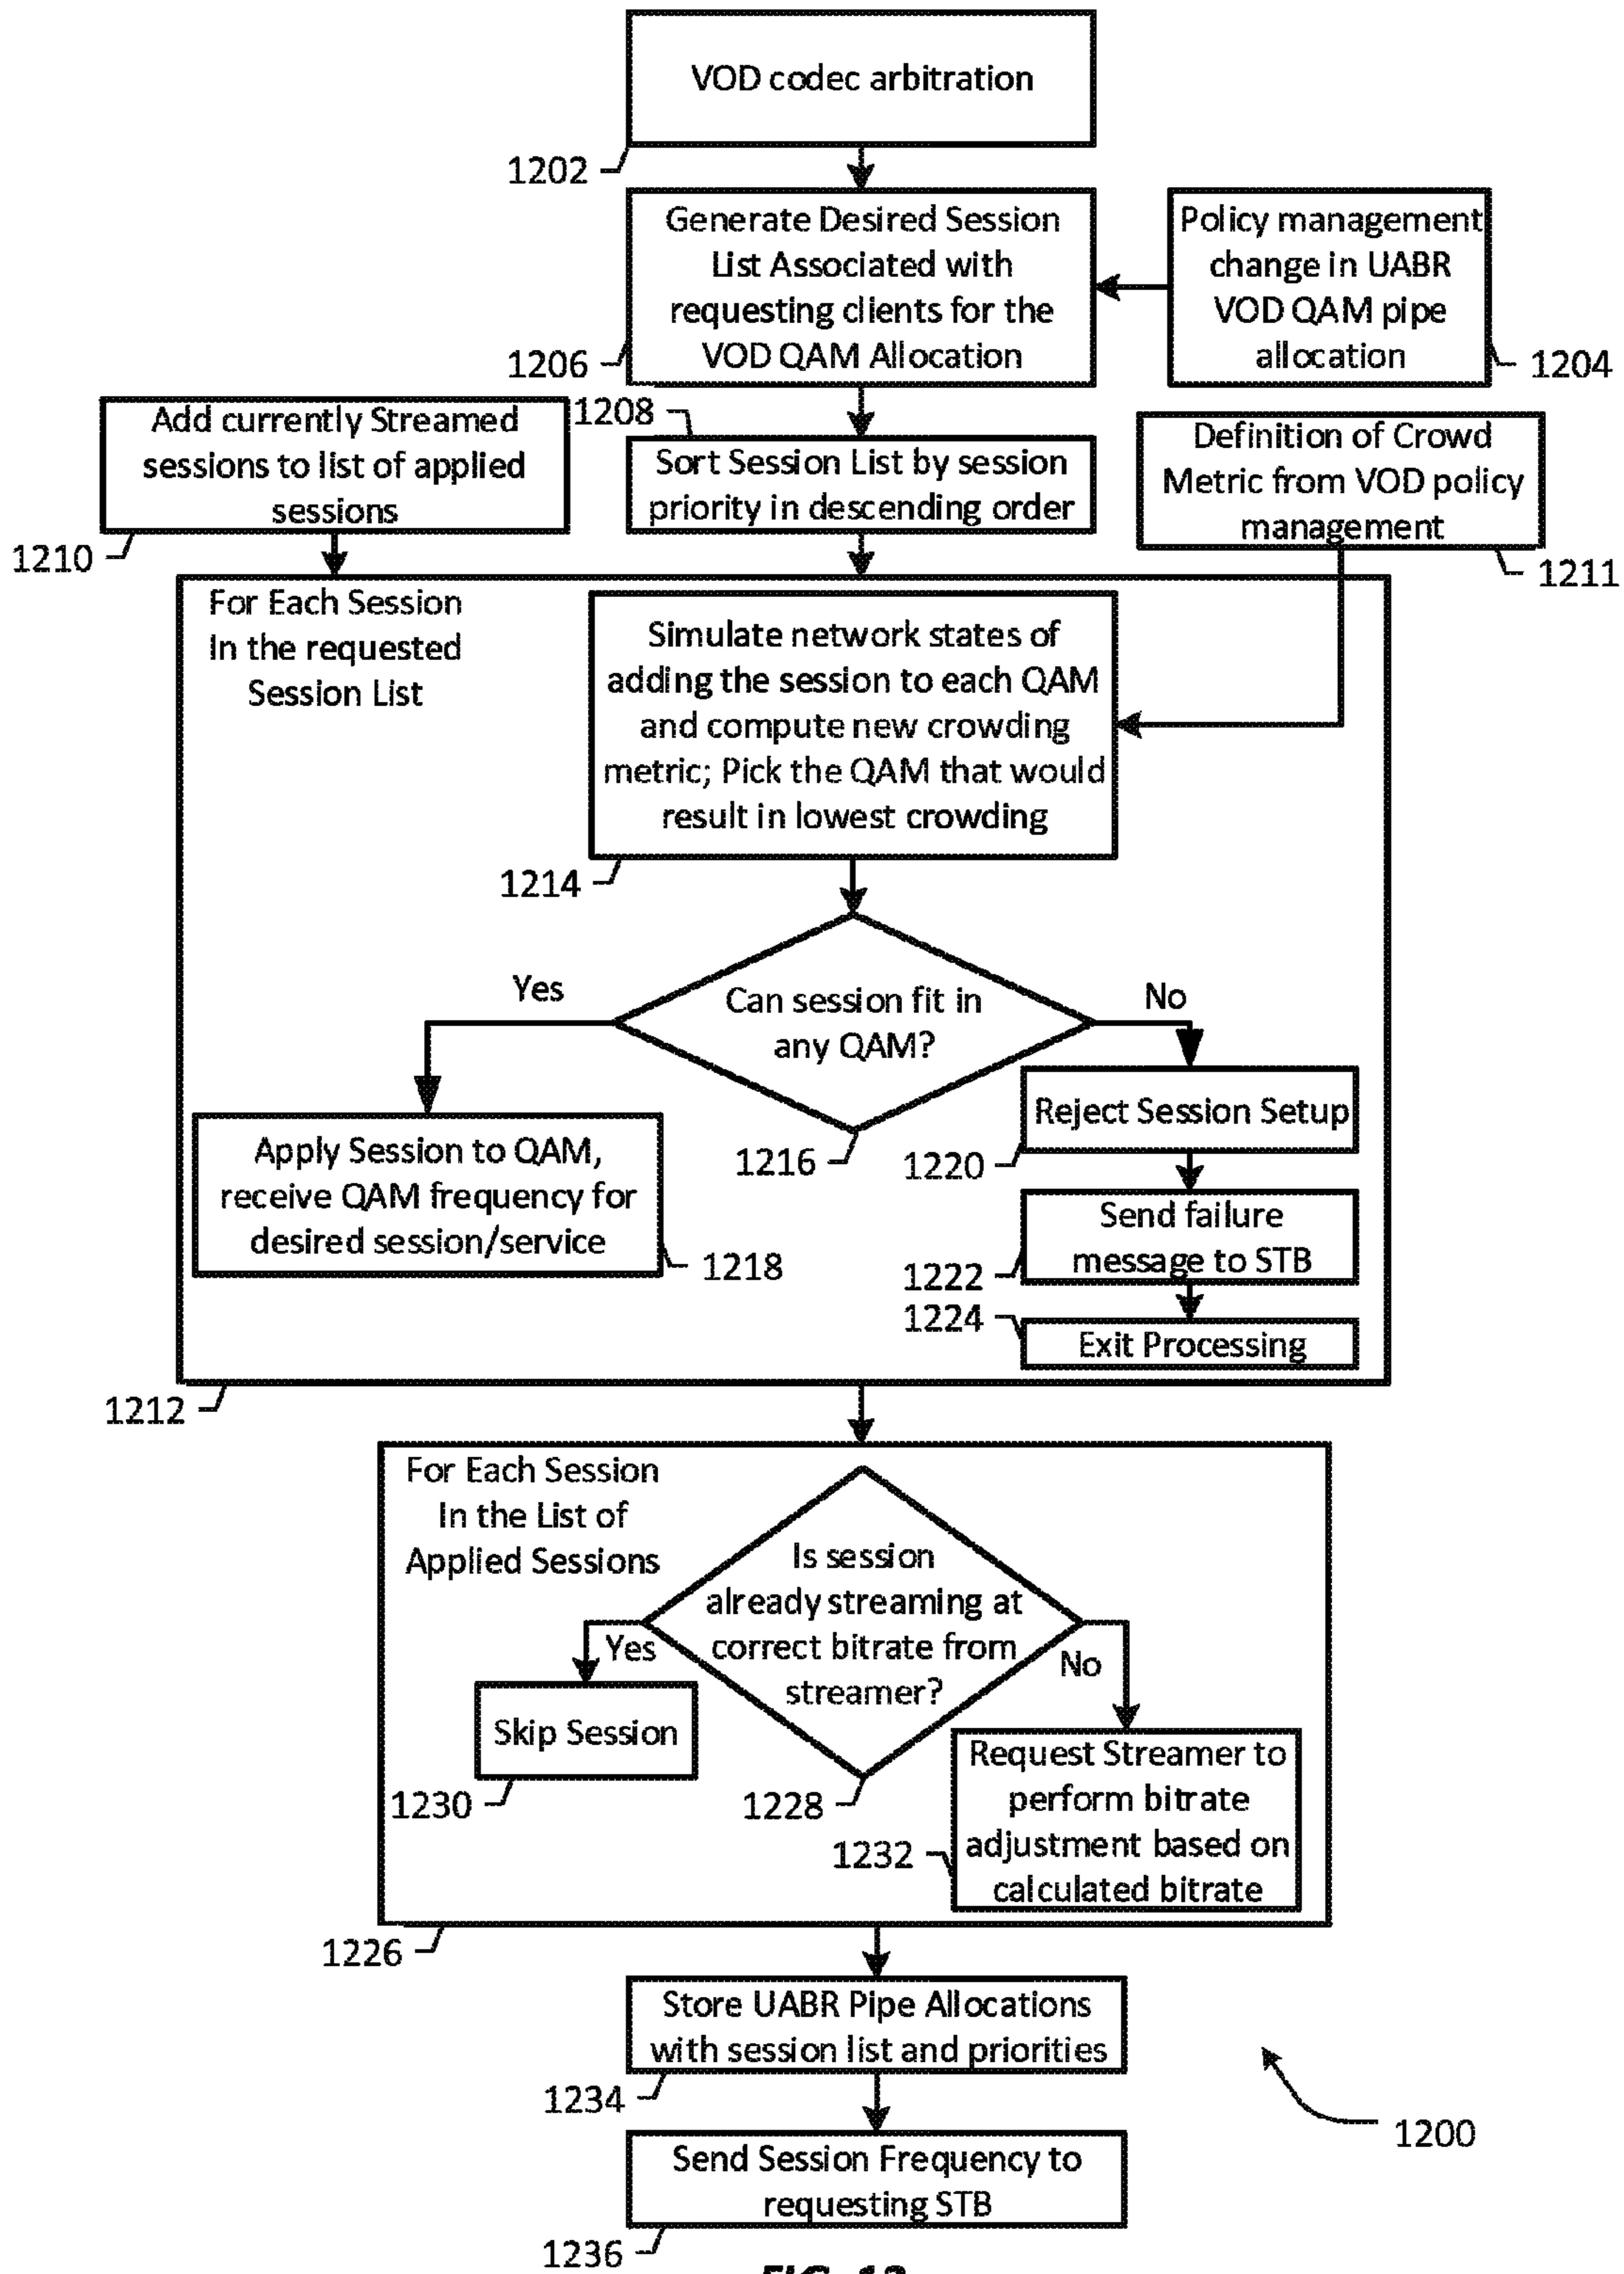 VOD codec arbitration
1202
Generate Desired Session
List Associated with
requesting clients for the
VOD QAM Allocation
1206
Policy management
change in UABR
VOD QAM pipe
allocation
1204
Add currently Streamed
sessions to list of applied
sessions
1210
1208
Sort Session List by session
priority in descending order
Definition of Crowd
Metric from VOD policy
management
1211
For Each Session
In the requested
Session List
Simulate network states of
adding the session to each QAM
and compute new crowding
metric; Pick the QAM that would
result in lowest crowding
1214
Can session fit in
any QAM?
1216
Yes
No
Apply Session to QAM,
receive QAM frequency for
desired session/service
1218
Reject Session Setup
1220
Send failure
message to STB
1222
1224
Exit Processing
1212
For Each Session
In the List of
Applied Sessions
Is session
already streaming at
correct bitrate from
streamer?
1228
Yes
No
Skip Session
1230
Request Streamer to
perform bitrate
adjustment based on
calculated bitrate
1232
1226
Store UABR Pipe Allocations
with session list and priorities
1234
Send Session Frequency to
requesting STB
1236
1200